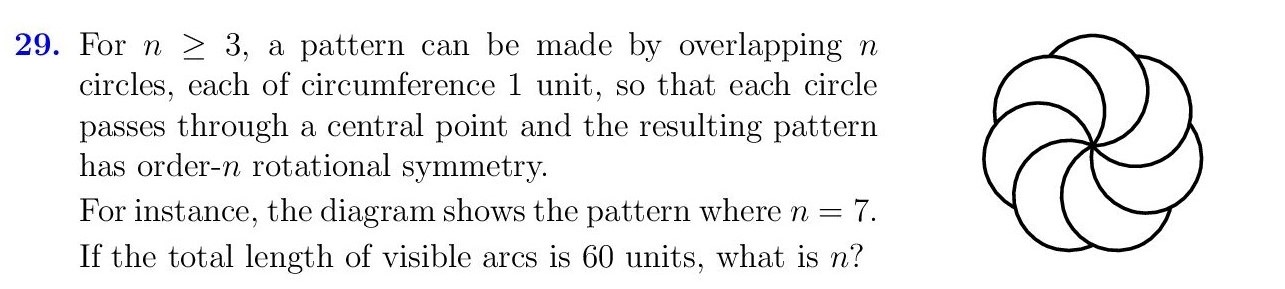 29. For n ≥ 3, a pattern can be made by overlapping n
circles, each of circumference 1 unit, so that each circle
passes through a central point and the resulting pattern
has order-n rotational symmetry.
For instance, the diagram shows the pattern where n = 7.
If the total length of visible arcs is 60 units, what is n?